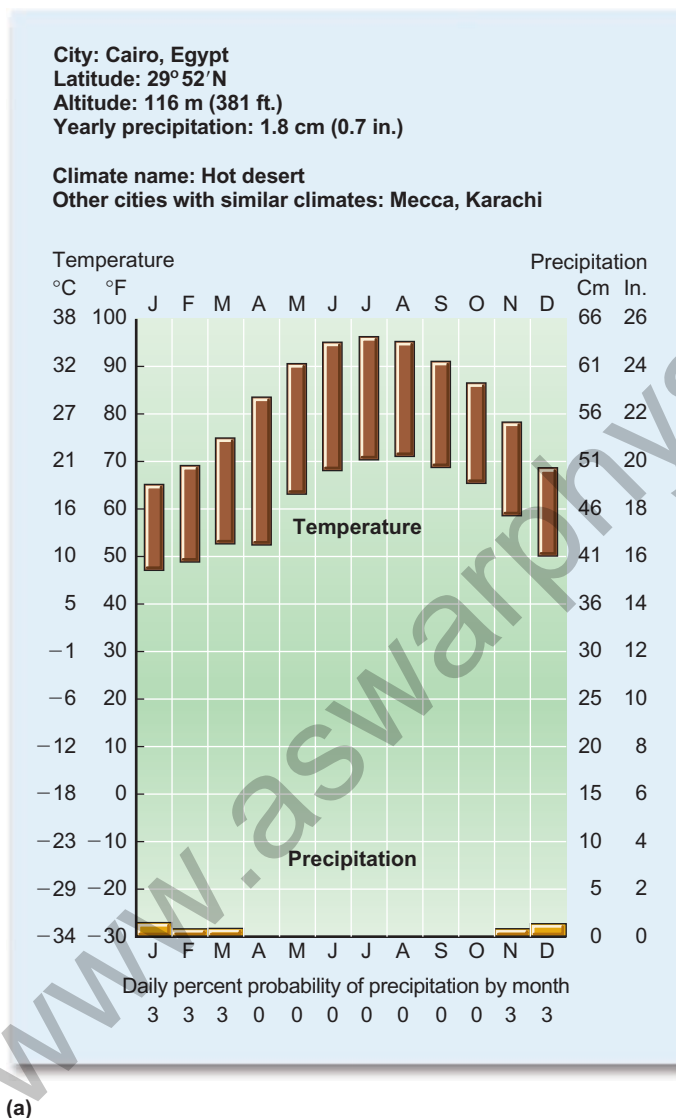 City: Cairo, Egypt
Latitude: 29° 52′N
Altitude: 116 m (381 ft.)
Yearly precipitation: 1.8 cm (0.7 in.)
Climate name: Hot desert
Other cities with similar climates: Mecca, Karachi
Temperature Precipitation
°C °F J F M A M J J A S O N D Cm In.
38 100 66 26
32 90 61 24
27 80 56 22
21 70 51 20
16 60 46 18
Temperature
10 50 41 16
5 40 36 14
−1 30 30 12
−6 20 25 10
−12 10 20 8
−18 0 15 6
−23 −10 10 4
Precipitation
−29 −20 5 2
−34 −30 0 0
J F M A M J J A S O N D
Daily percent probability of precipitation by month
3 3 3 0 0 0 0 0 0 0 3 3
(a)
www.aswarphys